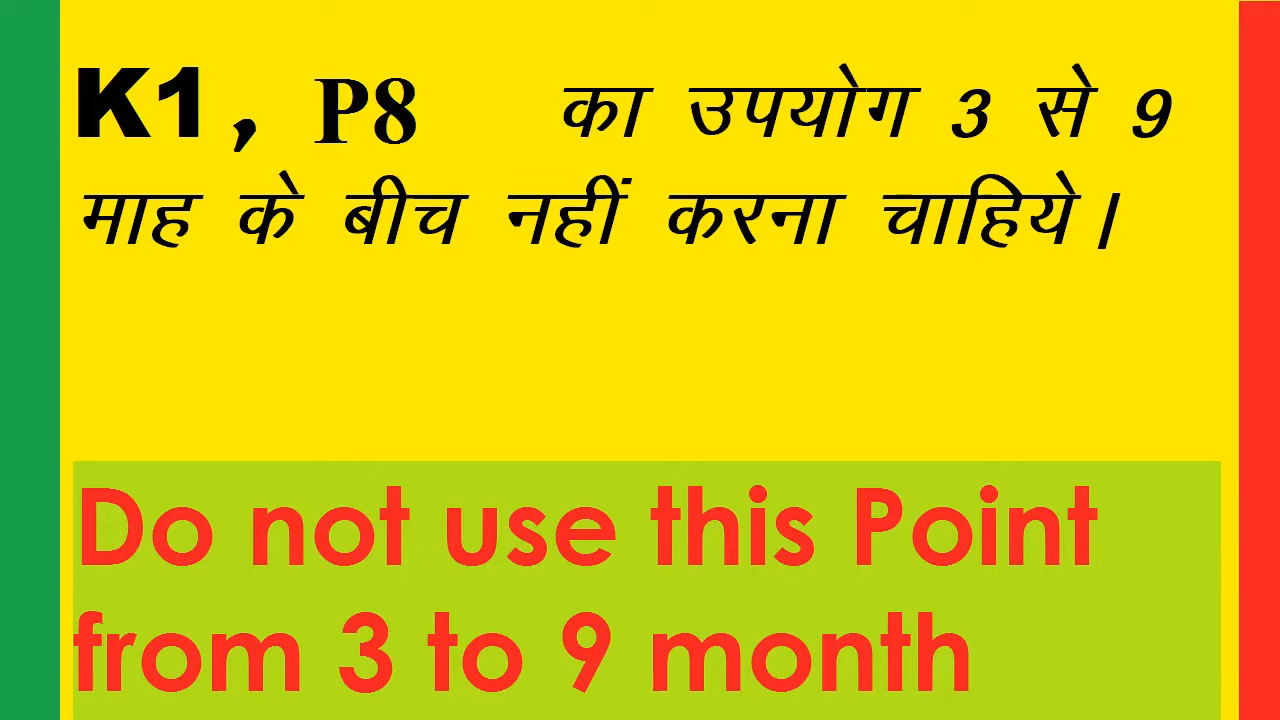 K1, P8 का उपयोग 3 से 9
माह के बीच नहीं करना चाहिये।
Do not use this Point
from 3 to 9 month